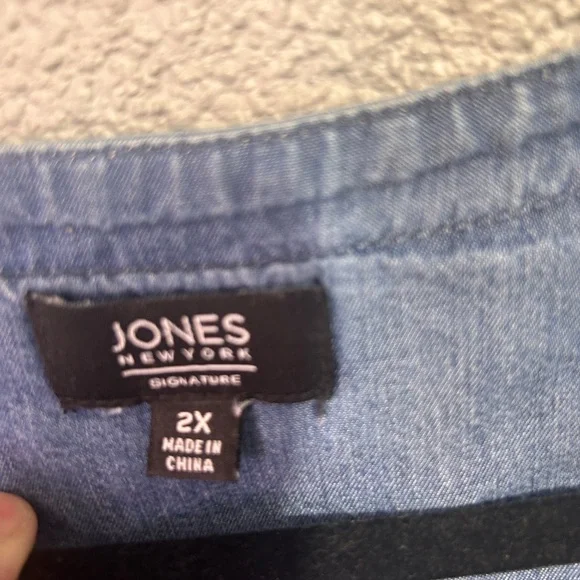 JONES
NEW YORK
SIGNATURE
2X
MADE IN
CHINA